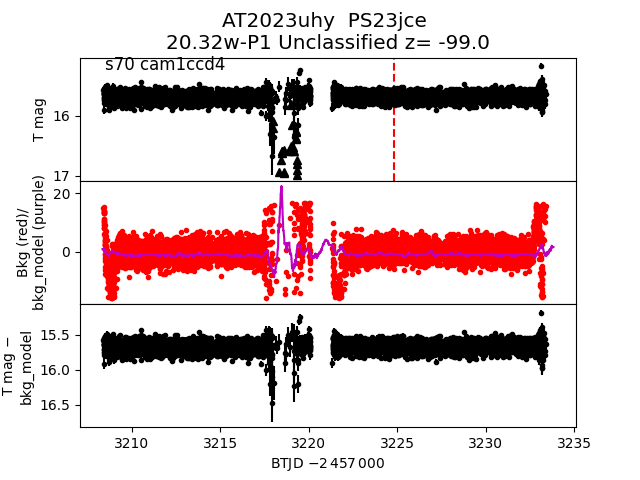 AT2023uhy  PS23jce
20.32w-P1 Unclassified z= -99.0
s70 cam1ccd4
T mag
16
17
Bkg (red)/
bkg_model (purple)
20
0
T mag −
bkg_model
15.5
16.0
16.5
3210 3215 3220 3225 3230 3235
BTJD −2 457 000